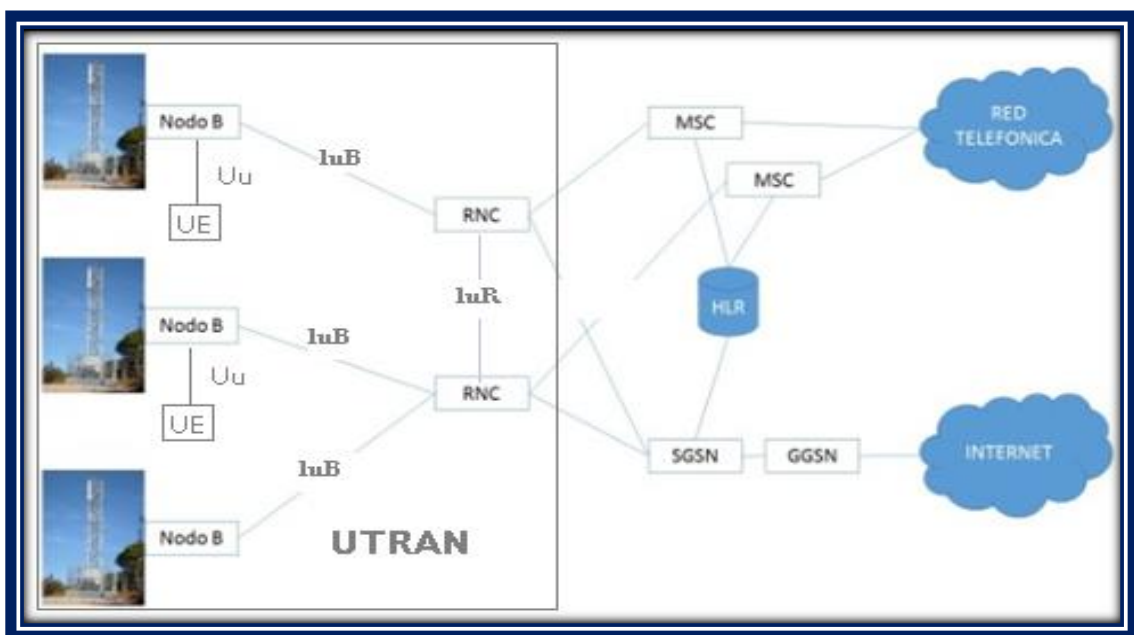 Nodo B
Uu
UE
IuB
RNC
IuR
Nodo B
Uu
UE
IuB
RNC
IuB
Nodo B
UTRAN
MSC
MSC
HLR
SGSN
GGSN
RED
TELEFONICA
INTERNET